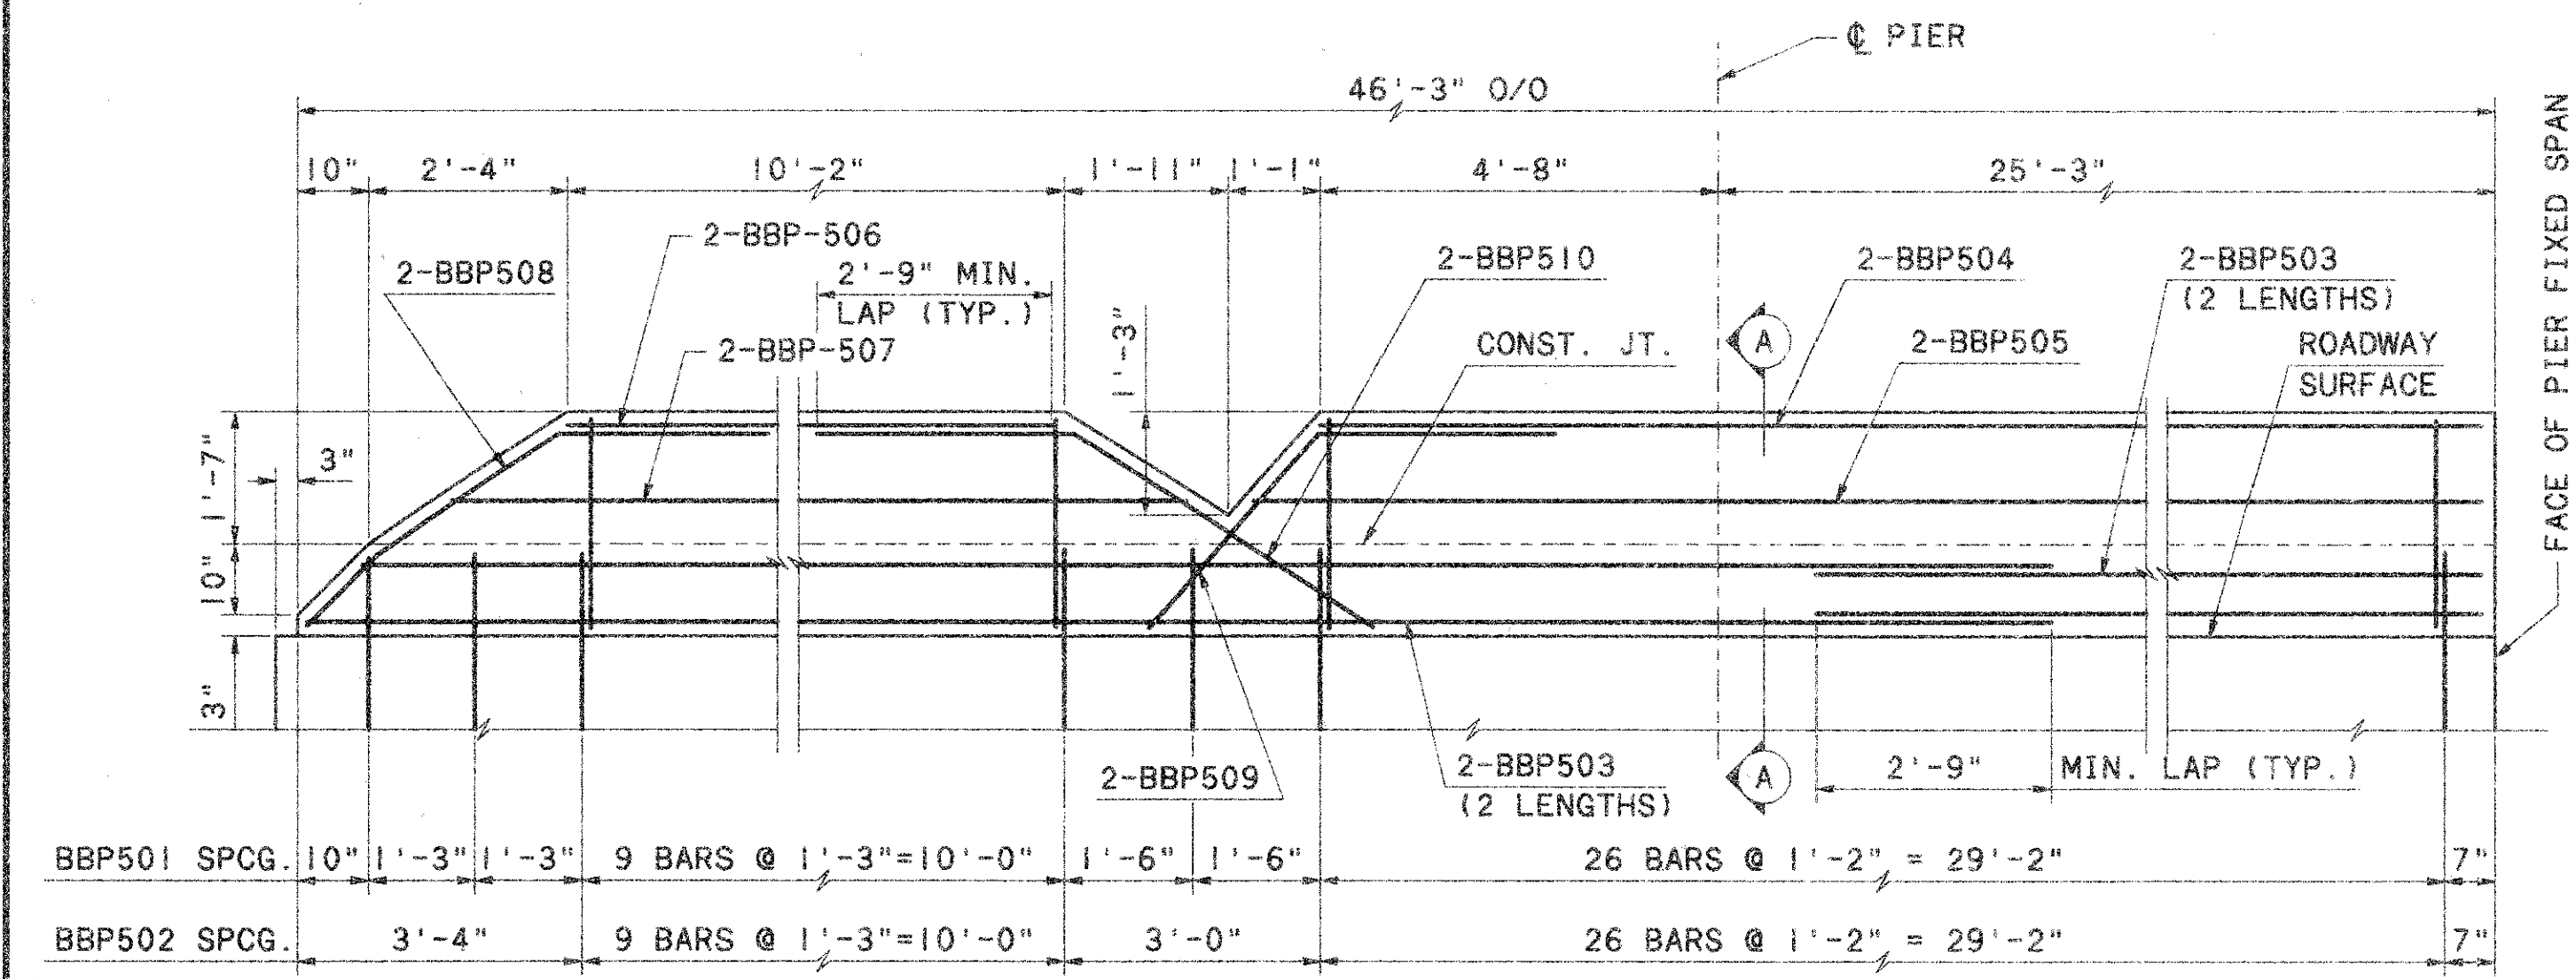 ℄ PIER
46'-3" O/O
10" 2'-4" 10'-2" 1'-11" 1'-1" 4'-8" 25'-3"
FACE OF PIER FIXED SPAN
2-BBP-506
2-BBP508
2'-9" MIN.
LAP (TYP.)
2-BBP-507
1'-3"
2-BBP510
CONST. JT.
A
2-BBP504
2-BBP505
2-BBP503
(2 LENGTHS)
ROADWAY
SURFACE
1'-7"
3"
10"
3"
2-BBP509
2-BBP503
(2 LENGTHS)
A
2'-9" MIN. LAP (TYP.)
BBP501 SPCG. 10" 1'-3" 1'-3" 9 BARS @ 1'-3"=10'-0" 1'-6" 1'-6" 26 BARS @ 1'-2" = 29'-2" 7"
BBP502 SPCG. 3'-4" 9 BARS @ 1'-3"=10'-0" 3'-0" 26 BARS @ 1'-2" = 29'-2" 7"